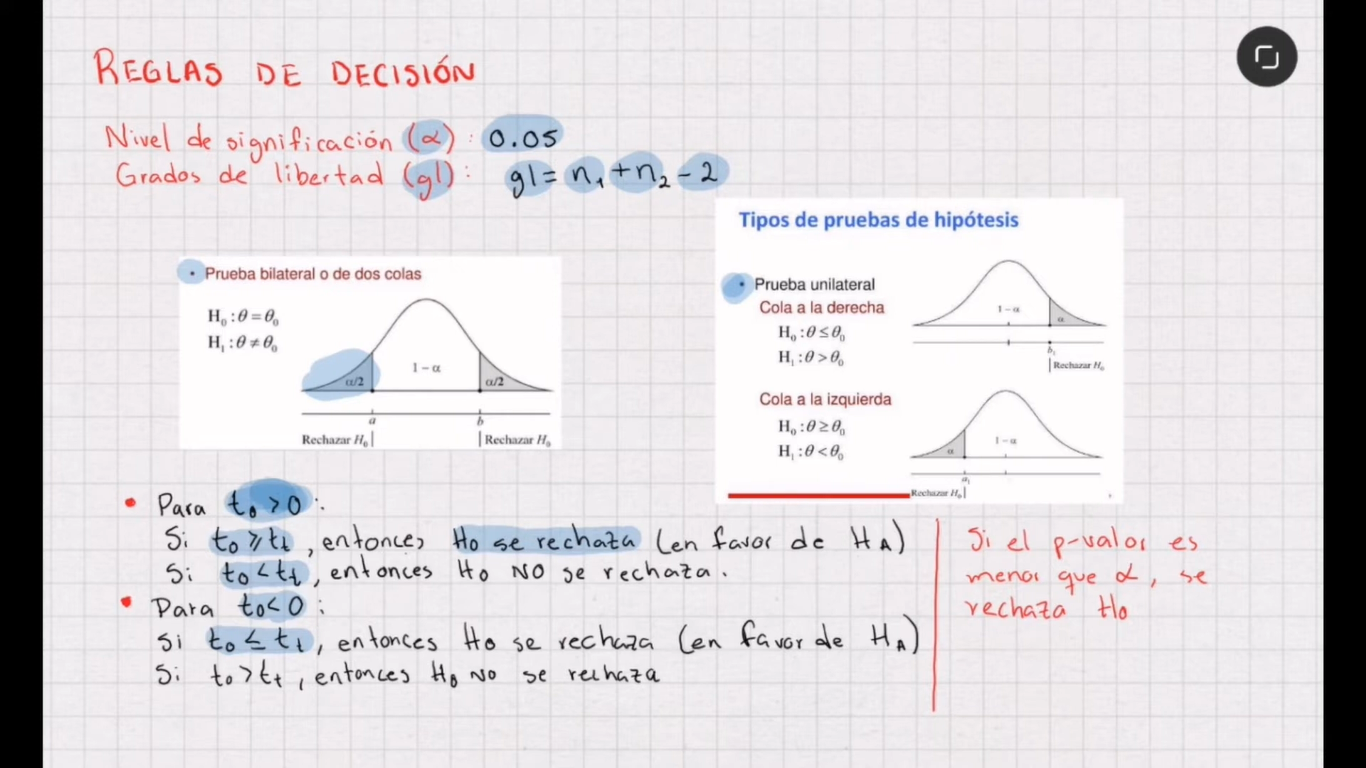 REGLAS DE DECISIÓN
Nivel de significación (α): 0.05
Grados de libertad (gl): gl = n₁ + n₂ - 2
• Prueba bilateral o de dos colas
H₀ : θ = θ₀
H₁ : θ ≠ θ₀
α/2
1 - α
α/2
a
b
Rechazar H₀
Rechazar H₀
Tipos de pruebas de hipótesis
• Prueba unilateral
Cola a la derecha
H₀ : θ ≤ θ₀
H₁ : θ > θ₀
1 - α
α
b₁
Rechazar H₀
Cola a la izquierda
H₀ : θ ≥ θ₀
H₁ : θ < θ₀
α
1 - α
a₁
Rechazar H₀
• Para t₀ > 0 :
Si t₀ ⩾ tₜ , entonces H₀ se rechaza (en favor de Hₐ)
Si t₀ < tₜ , entonces H₀ NO se rechaza.
• Para t₀ < 0 :
Si t₀ ≤ tₜ , entonces H₀ se rechaza (en favor de Hₐ)
Si t₀ > tₜ , entonces H₀ NO se rechaza
Si el p-valor es
menor que α, se
rechaza H₀